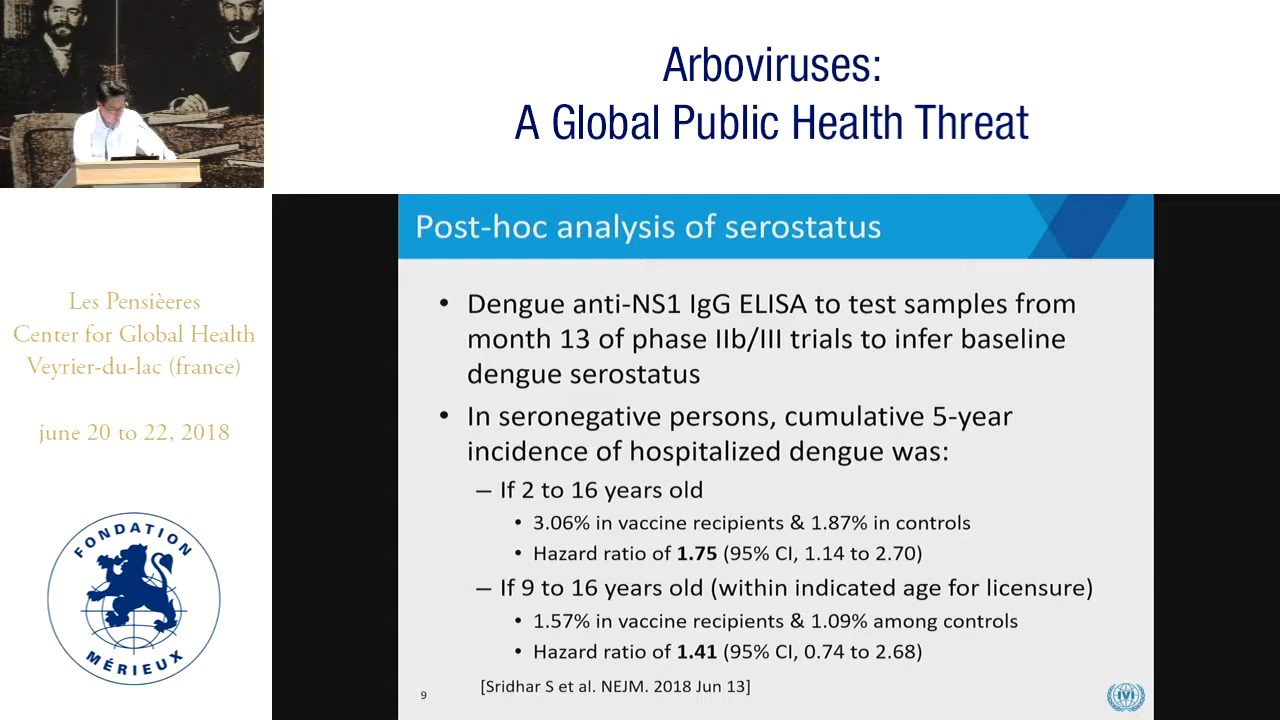 Arboviruses:
A Global Public Health Threat
Les Pensièeres
Center for Global Health
Veyrier-du-lac (france)
june 20 to 22, 2018
FONDATION
MÉRIEUX
Post-hoc analysis of serostatus
• Dengue anti-NS1 IgG ELISA to test samples from
month 13 of phase IIb/III trials to infer baseline
dengue serostatus
• In seronegative persons, cumulative 5-year
incidence of hospitalized dengue was:
– If 2 to 16 years old
• 3.06% in vaccine recipients & 1.87% in controls
• Hazard ratio of 1.75 (95% CI, 1.14 to 2.70)
– If 9 to 16 years old (within indicated age for licensure)
• 1.57% in vaccine recipients & 1.09% among controls
• Hazard ratio of 1.41 (95% CI, 0.74 to 2.68)
[Sridhar S et al. NEJM. 2018 Jun 13]
9
IVI